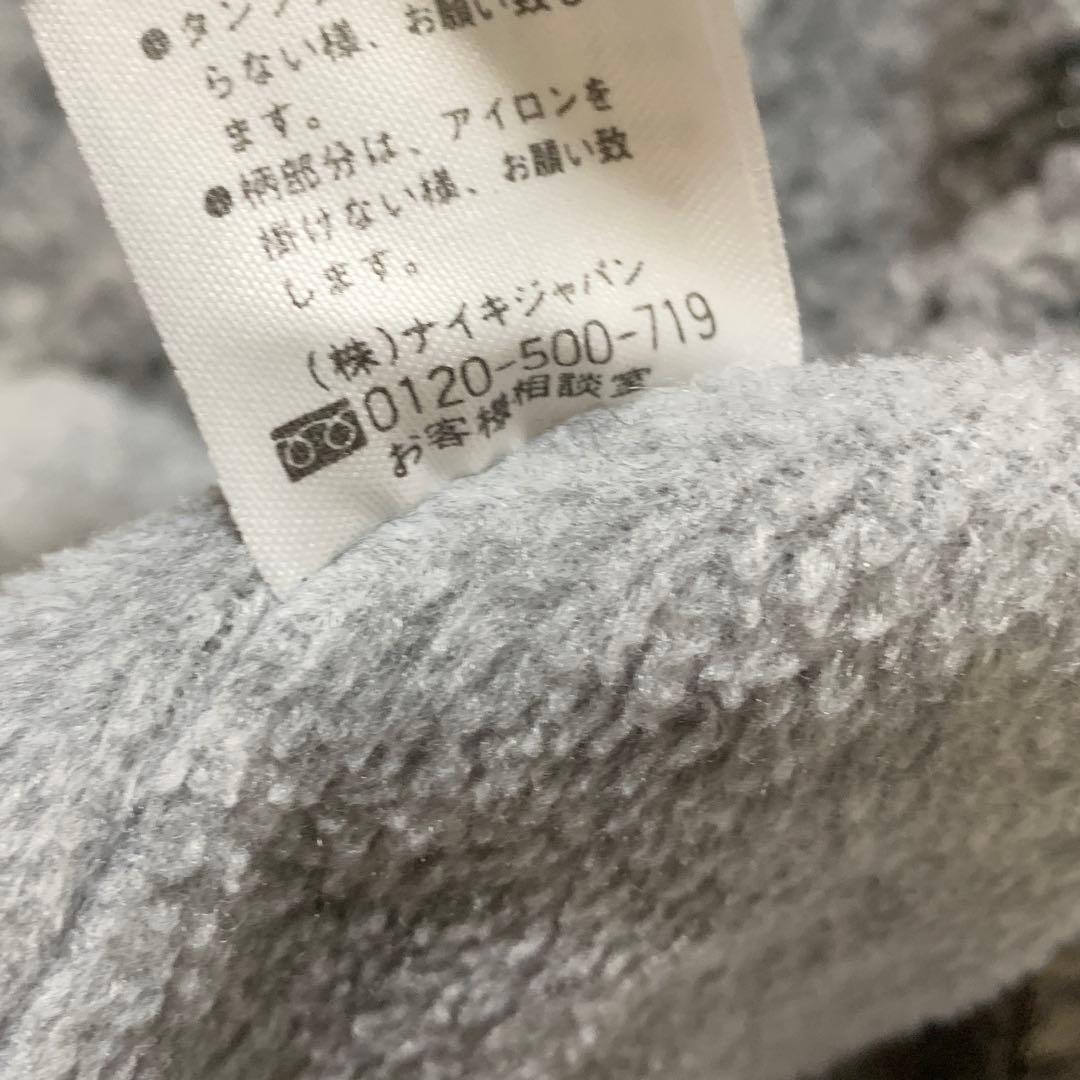 ●タン
らない様、お願い致し
ます。
●柄部分は、アイロンを
掛けない様、お願い致
します。
(株)ナイキジャパン
0120-500-719
お客様相談室